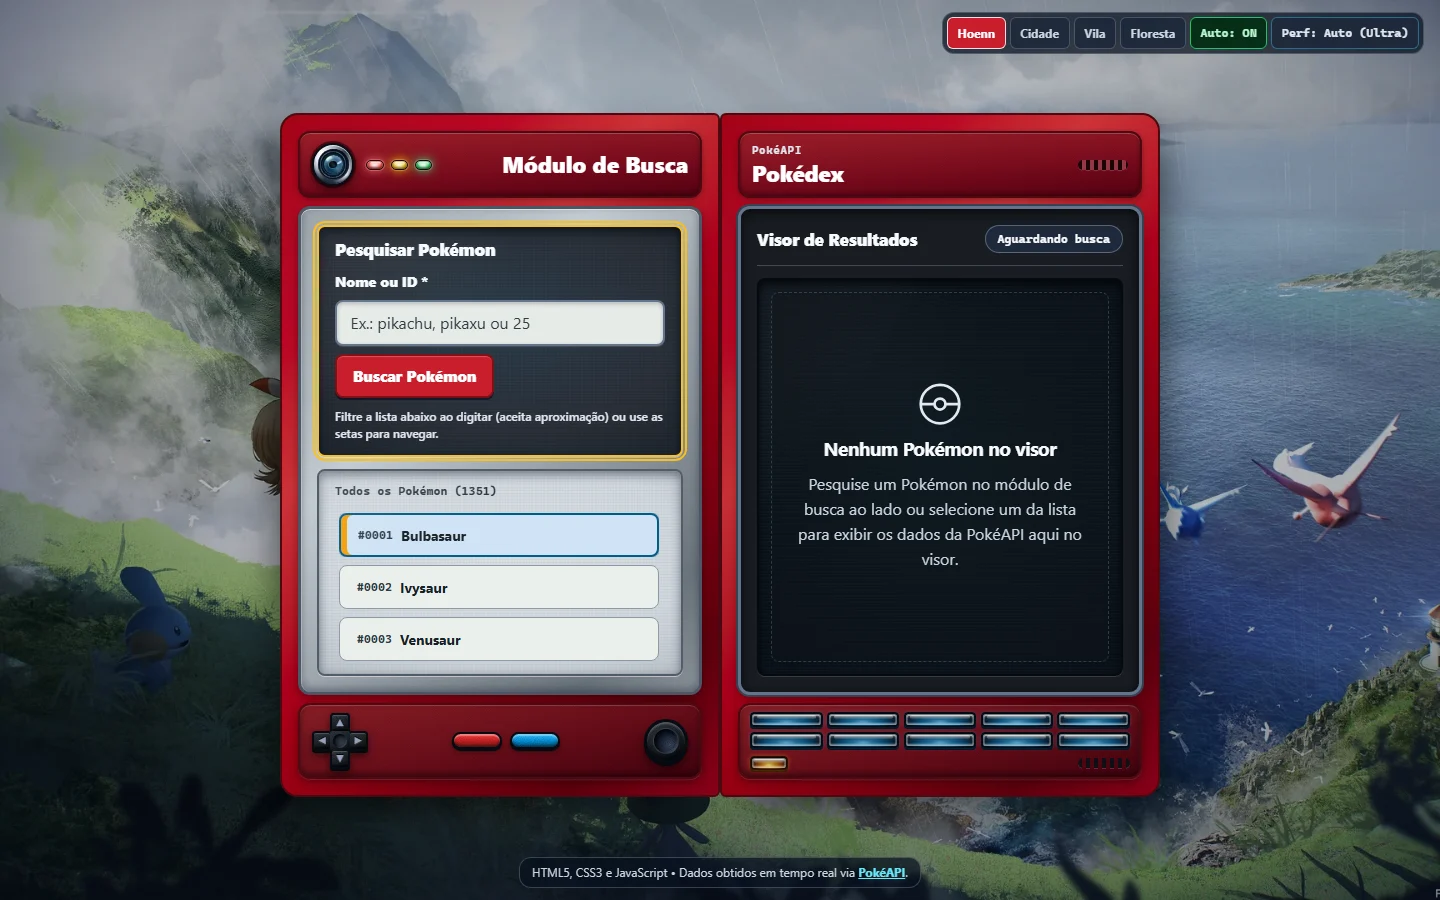 Hoenn
Cidade
Vila
Floresta
Auto: ON
Perf: Auto (Ultra)
Módulo de Busca
Pesquisar Pokémon
Nome ou ID *
Ex.: pikachu, pikaxu ou 25
Buscar Pokémon
Filtre a lista abaixo ao digitar (aceita aproximação) ou use as
setas para navegar.
Todos os Pokémon (1351)
#0001 Bulbasaur
#0002 Ivysaur
#0003 Venusaur
PokéAPI
Pokédex
Visor de Resultados
Aguardando busca
Nenhum Pokémon no visor
Pesquise um Pokémon no módulo de
busca ao lado ou selecione um da lista
para exibir os dados da PokéAPI aqui no
visor.
HTML5, CSS3 e JavaScript • Dados obtidos em tempo real via PokéAPI.